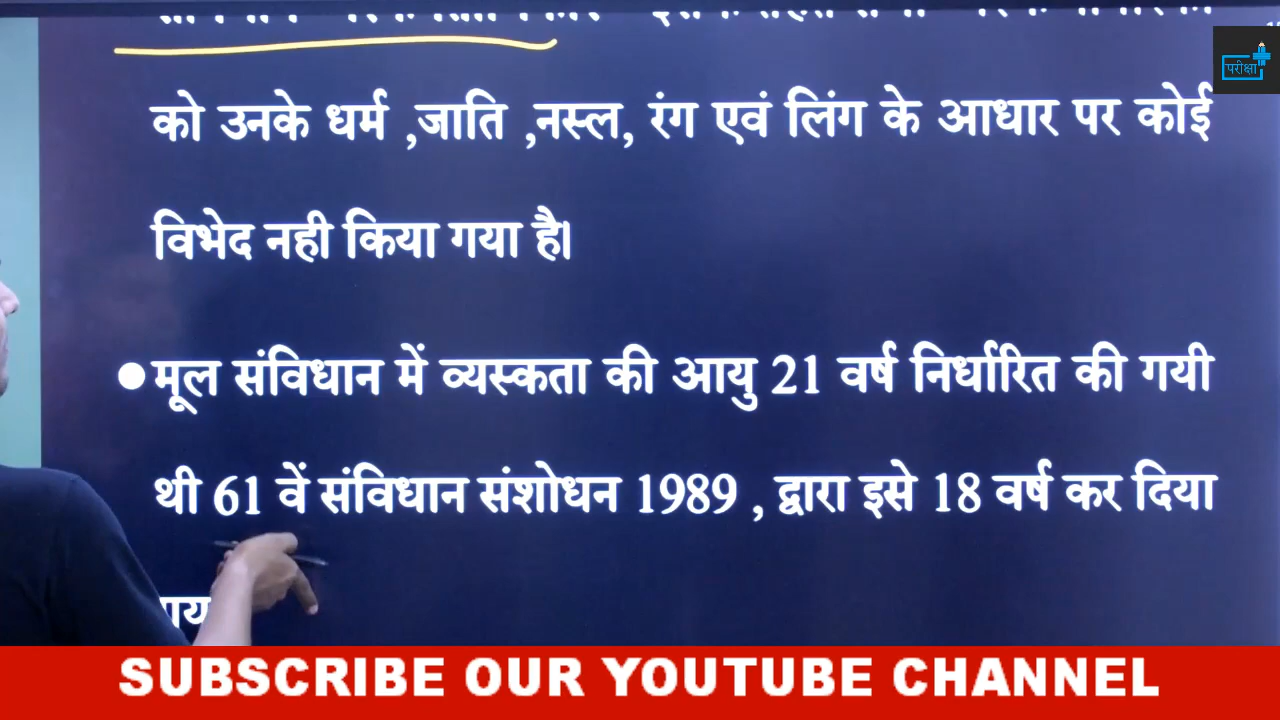 परीक्षा
को उनके धर्म ,जाति ,नस्ल, रंग एवं लिंग के आधार पर कोई
विभेद नही किया गया है।
●मूल संविधान में व्यस्कता की आयु 21 वर्ष निर्धारित की गयी
थी 61 वें संविधान संशोधन 1989 , द्वारा इसे 18 वर्ष कर दिया
SUBSCRIBE OUR YOUTUBE CHANNEL